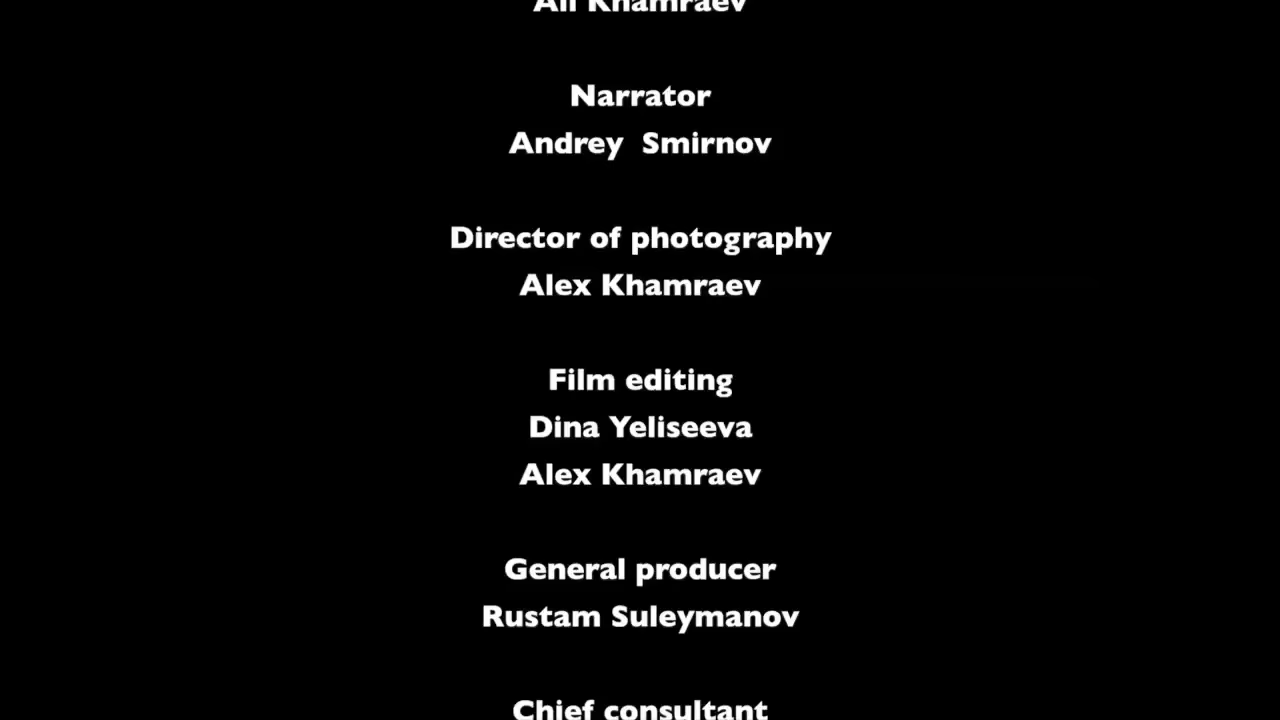 Ali Khamraev
Narrator
Andrey Smirnov
Director of photography
Alex Khamraev
Film editing
Dina Yeliseeva
Alex Khamraev
General producer
Rustam Suleymanov
Chief consultant